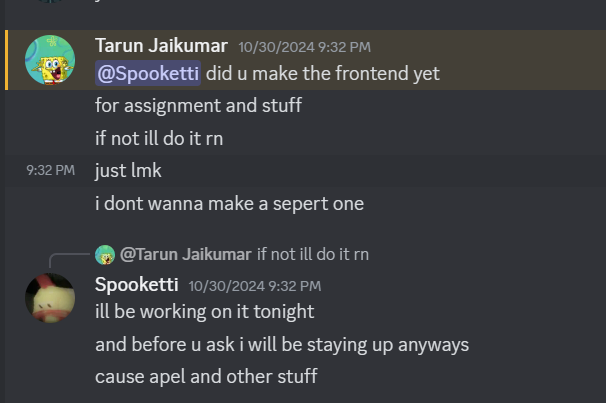 Tarun Jaikumar 10/30/2024 9:32 PM
@Spooketti did u make the frontend yet
for assignment and stuff
if not ill do it rn
9:32 PM just lmk
i dont wanna make a sepert one
@Tarun Jaikumar if not ill do it rn
Spooketti 10/30/2024 9:32 PM
ill be working on it tonight
and before u ask i will be staying up anyways
cause apel and other stuff